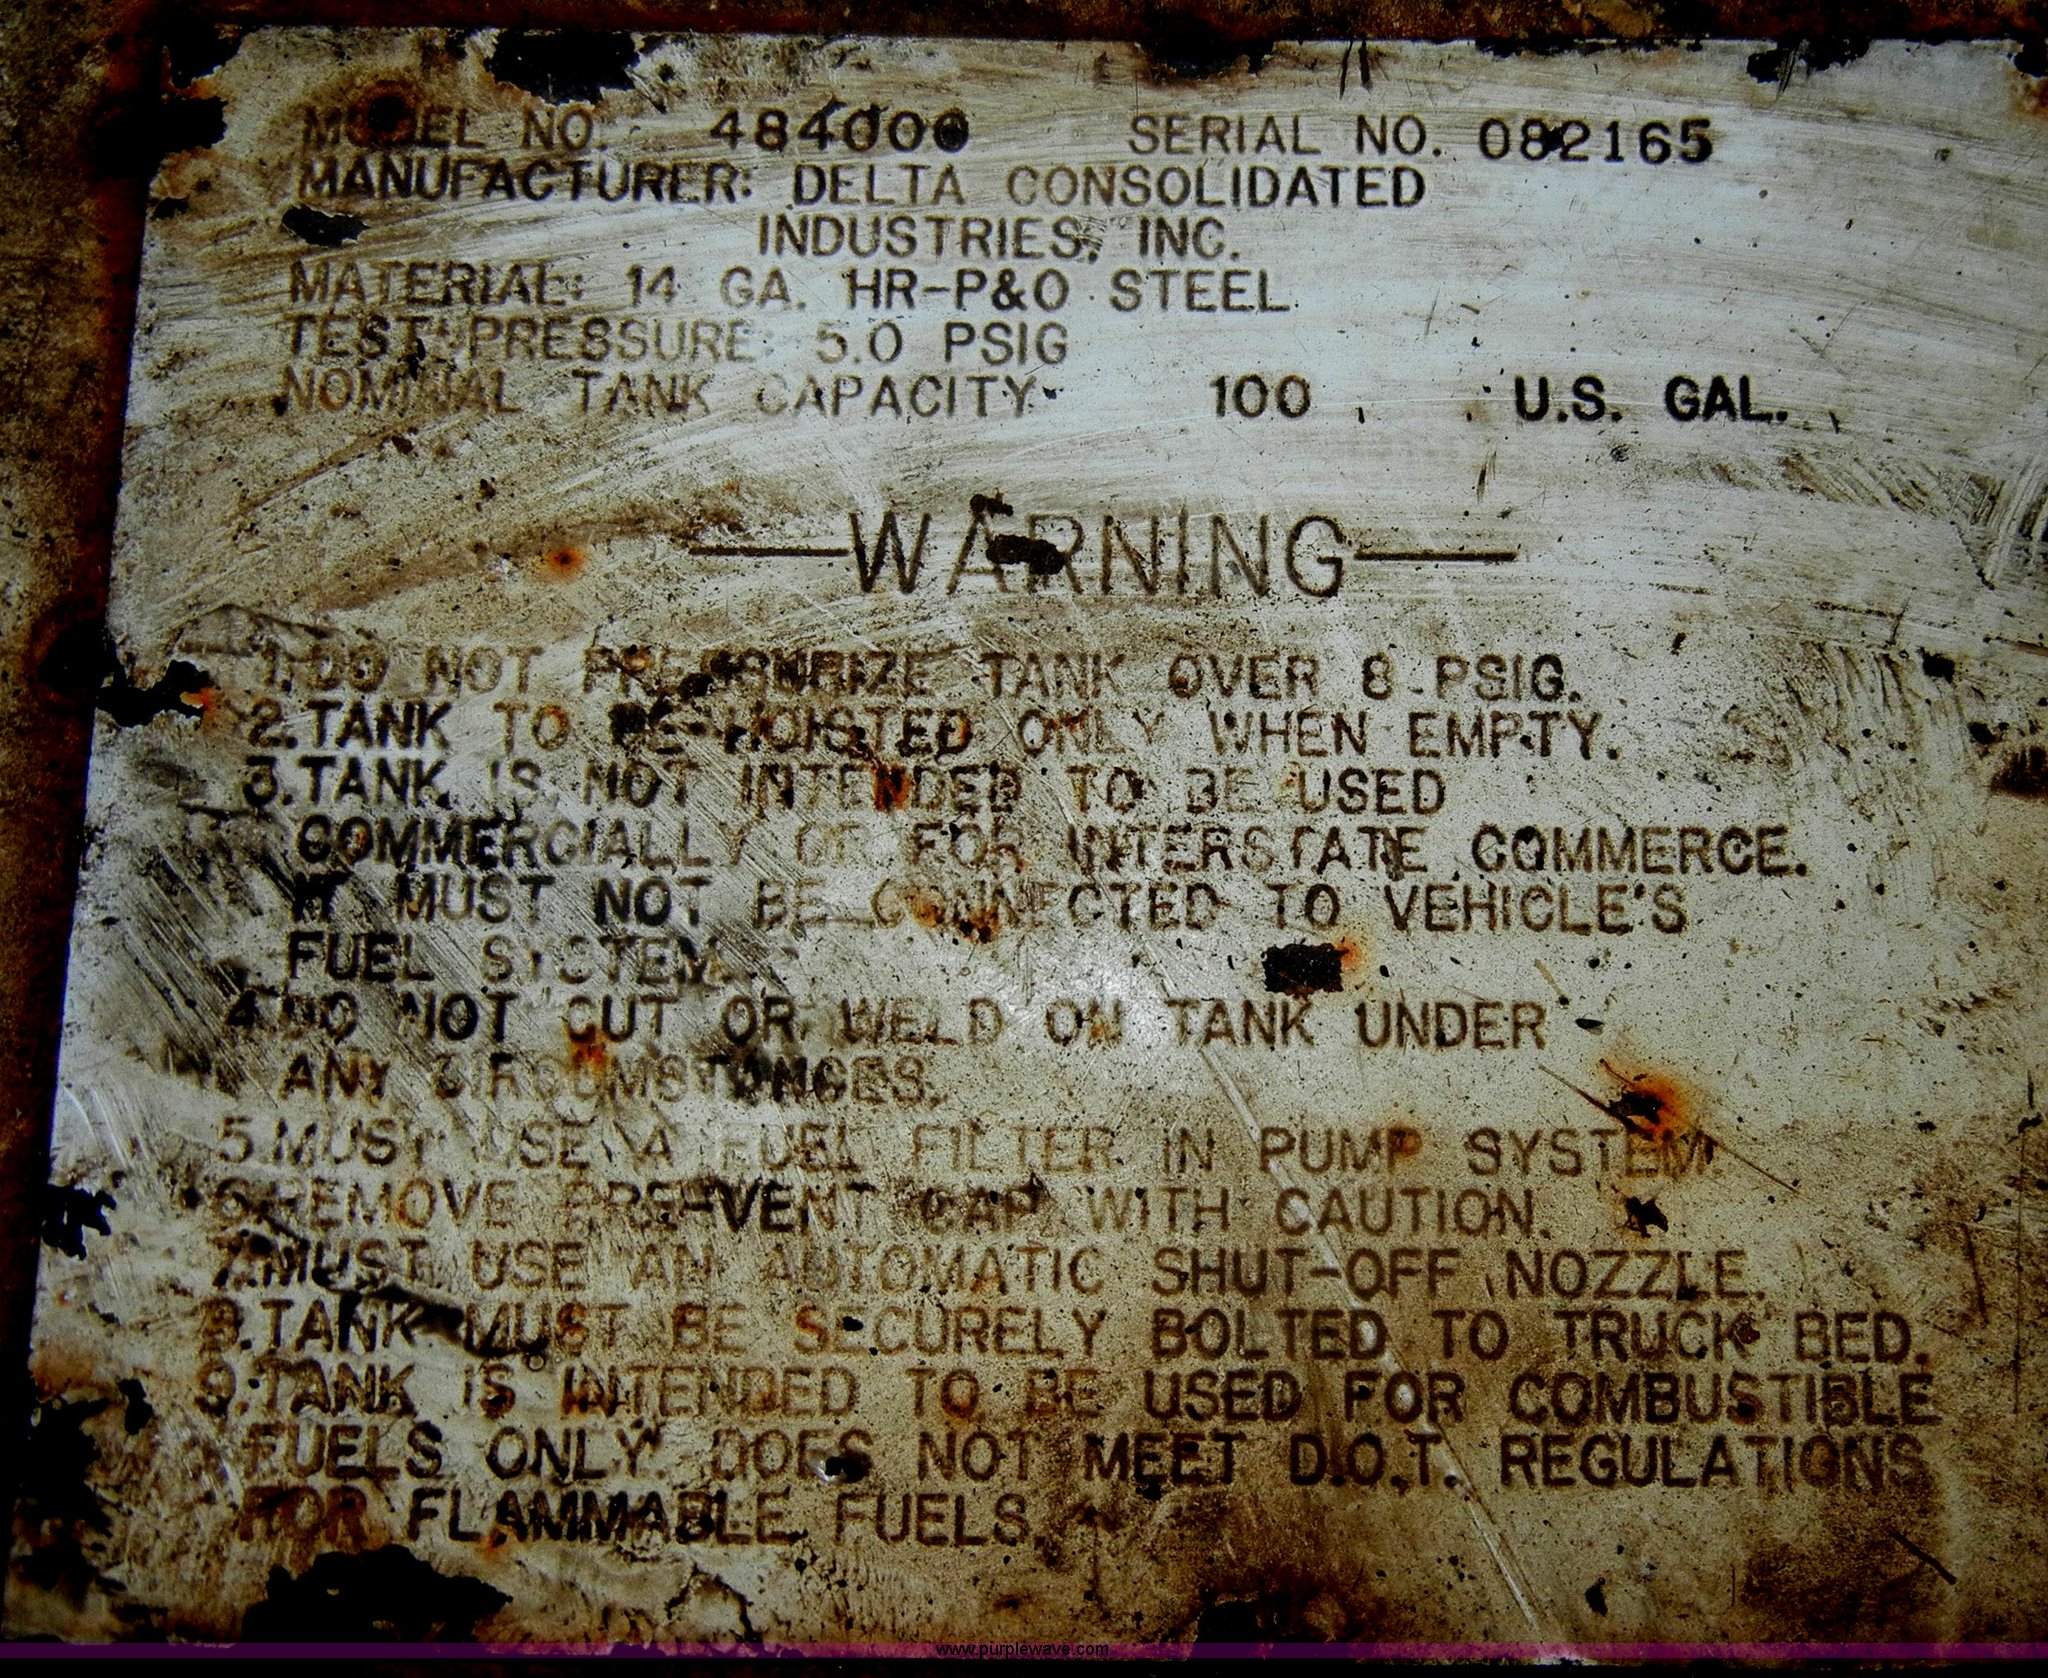 MODEL NO. 484000 SERIAL NO. 082165
MANUFACTURER: DELTA CONSOLIDATED
INDUSTRIES, INC.
MATERIAL: 14 GA. HR-P&O STEEL
TEST PRESSURE: 5.0 PSIG
NOMINAL TANK CAPACITY 100 U.S. GAL.
—WARNING—
1. DO NOT PRESSURIZE TANK OVER 8 PSIG.
2. TANK TO BE HOISTED ONLY WHEN EMPTY.
3. TANK IS NOT INTENDED TO BE USED
COMMERCIALLY OR FOR INTERSTATE COMMERCE.
IT MUST NOT BE CONNECTED TO VEHICLE'S
FUEL SYSTEM.
4. DO NOT CUT OR WELD ON TANK UNDER
ANY CIRCUMSTANCES.
5. MUST USE A FUEL FILTER IN PUMP SYSTEM
6. REMOVE PRE-VENT CAP WITH CAUTION.
7. MUST USE AN AUTOMATIC SHUT-OFF NOZZLE.
8. TANK MUST BE SECURELY BOLTED TO TRUCK BED.
9. TANK IS INTENDED TO BE USED FOR COMBUSTIBLE
FUELS ONLY. DOES NOT MEET D.O.T. REGULATIONS
FOR FLAMMABLE FUELS.
www.purplewave.com